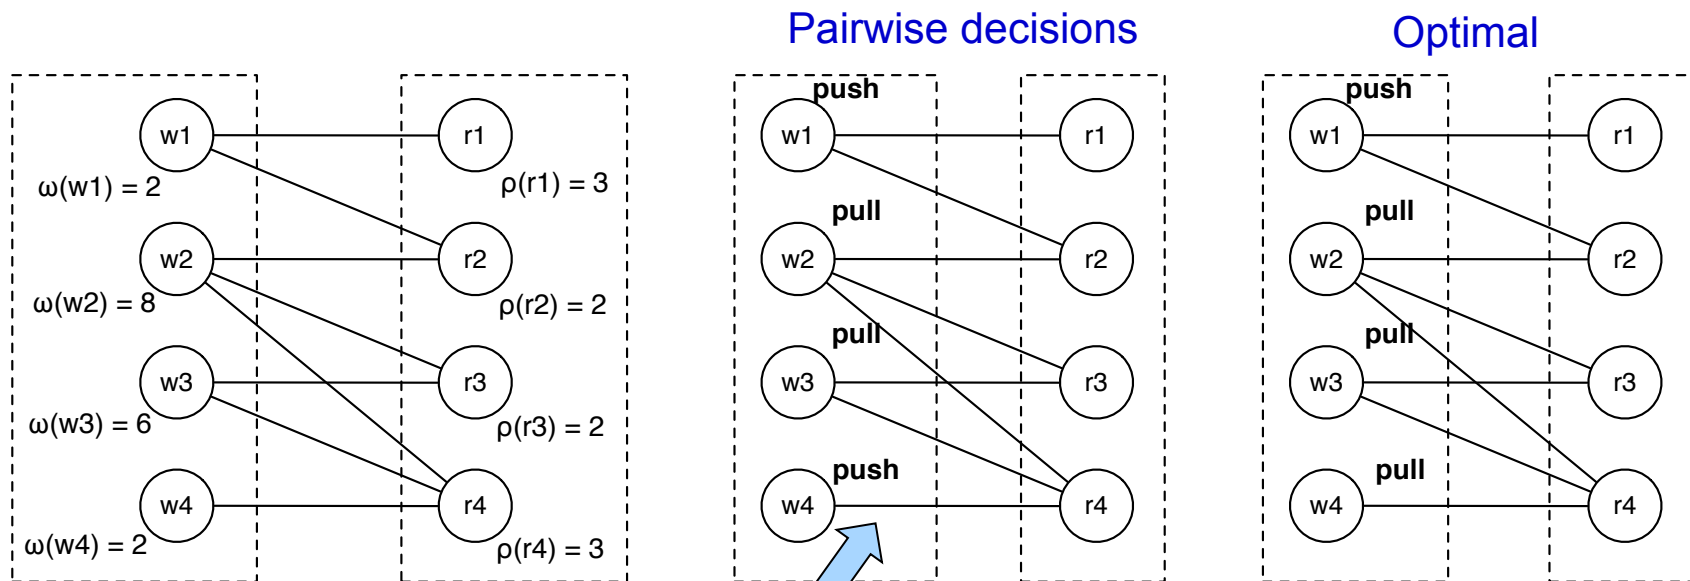 Pairwise decisions
Optimal
w1
r1
ω(w1) = 2
ρ(r1) = 3
w2
r2
ω(w2) = 8
ρ(r2) = 2
w3
r3
ω(w3) = 6
ρ(r3) = 2
w4
r4
ω(w4) = 2
ρ(r4) = 3
push
w1
r1
pull
w2
r2
pull
w3
r3
push
w4
r4
push
w1
r1
pull
w2
r2
pull
w3
r3
pull
w4
r4